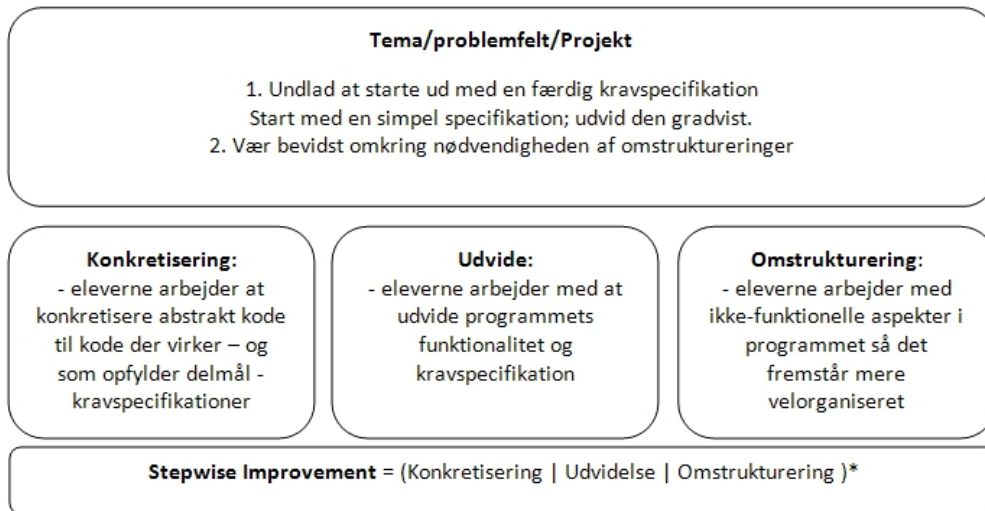 Tema/problemfelt/Projekt
1. Undlad at starte ud med en færdig kravspecifikation
Start med en simpel specifikation; udvid den gradvist.
2. Vær bevidst omkring nødvendigheden af omstruktureringer
Konkretisering:
- eleverne arbejder at
konkretisere abstrakt kode
til kode der virker – og
som opfylder delmål -
kravspecifikationer
Udvide:
- eleverne arbejder med at
udvide programmets
funktionalitet og
kravspecifikation
Omstrukturering:
- eleverne arbejder med
ikke-funktionelle aspekter i
programmet så det
fremstår mere
velorganiseret
Stepwise Improvement = (Konkretisering | Udvidelse | Omstrukturering )*